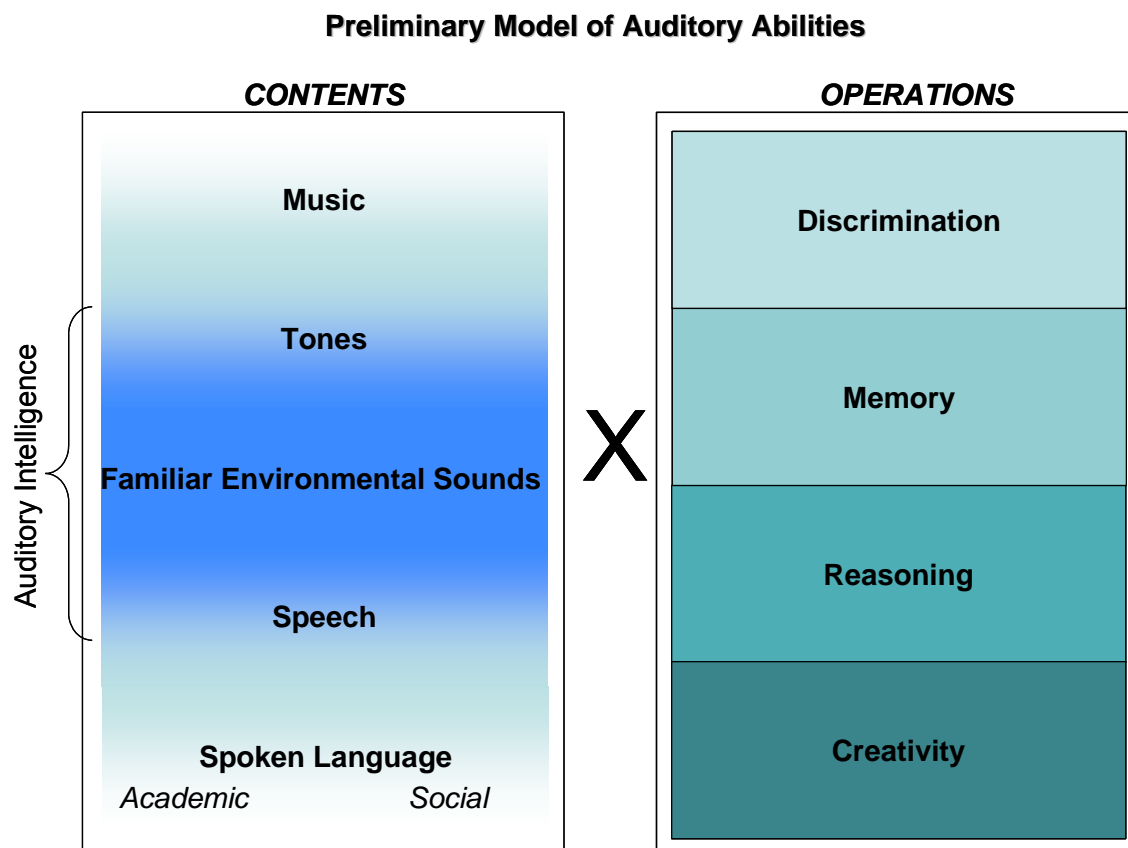 Preliminary Model of Auditory Abilities
CONTENTS
Music
Tones
Familiar Environmental Sounds
Speech
Spoken Language
Academic Social
Auditory Intelligence
X
OPERATIONS
Discrimination
Memory
Reasoning
Creativity